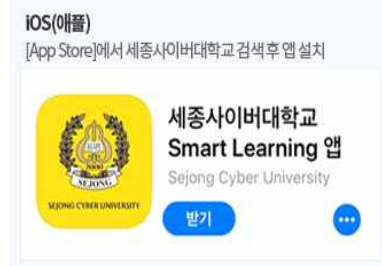 iOS(애플)
[App Store]에서 세종사이버대학교 검색 후 앱 설치
세종사이버대학교
Smart Learning 앱
Sejong Cyber University
SEJONG
SEJONG CYBER UNIVERSITY
받기